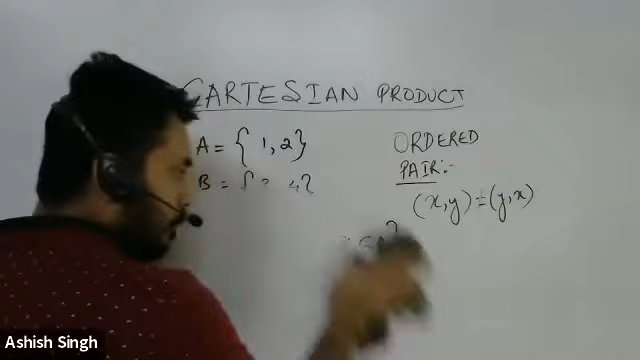 CARTESIAN PRODUCT
A = { 1, 2}
B =
ORDERED
PAIR:-
(x,y) = (y,x)
Ashish Singh